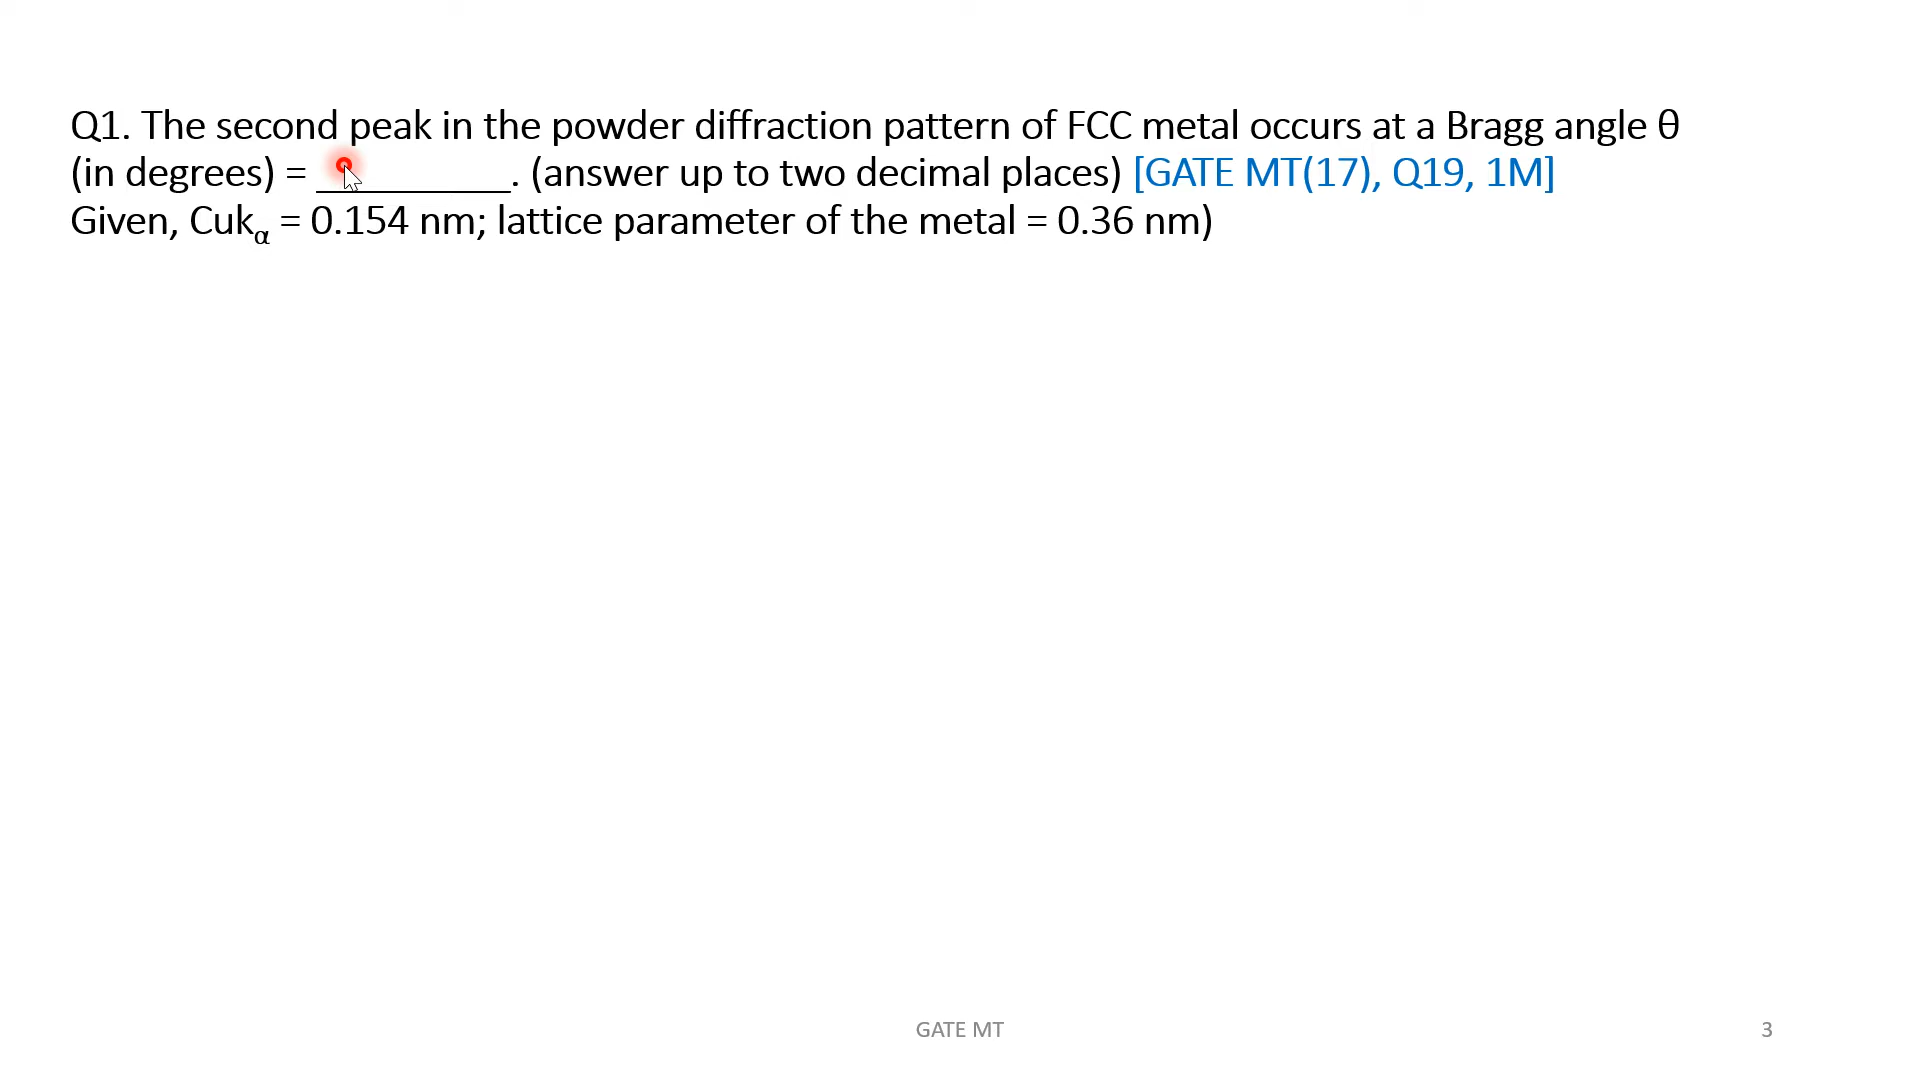 Q1. The second peak in the powder diffraction pattern of FCC metal occurs at a Bragg angle θ
(in degrees) = _________. (answer up to two decimal places) [GATE MT(17), Q19, 1M]
Given, Cukα = 0.154 nm; lattice parameter of the metal = 0.36 nm)
GATE MT
3